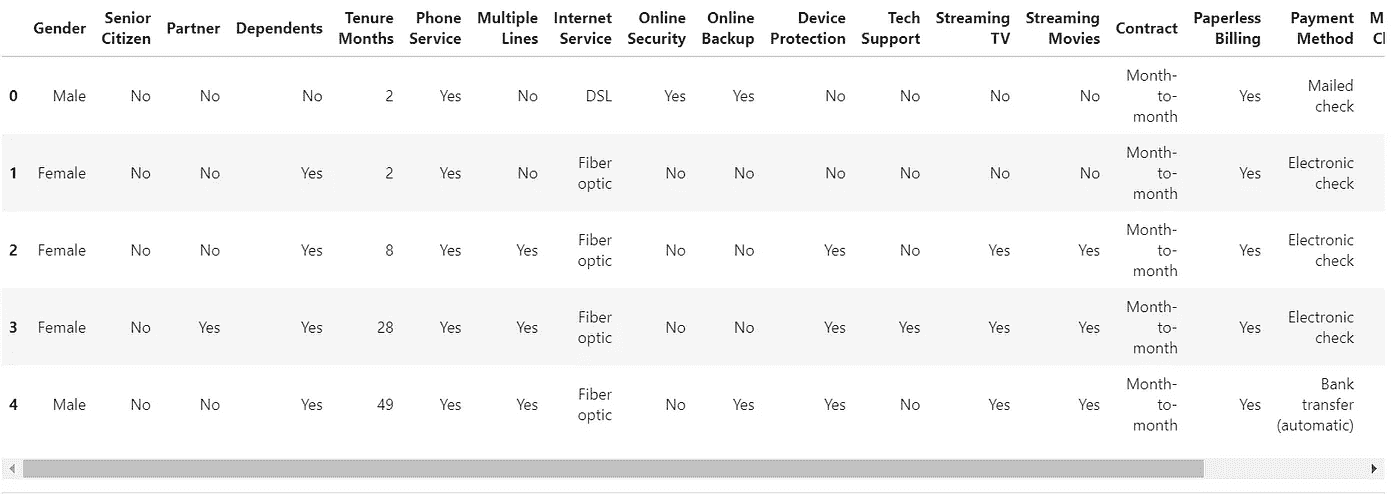 Gender Senior Citizen Partner Dependents Tenure Months Phone Service Multiple Lines Internet Service Online Security Online Backup Device Protection Tech Support Streaming TV Streaming Movies Contract Paperless Billing Payment Method
0 Male No No No 2 Yes No DSL Yes Yes No No No No Month-to-month Yes Mailed check
1 Female No No Yes 2 Yes No Fiber optic No No No No No No Month-to-month Yes Electronic check
2 Female No No Yes 8 Yes Yes Fiber optic No No Yes No Yes Yes Month-to-month Yes Electronic check
3 Female No Yes Yes 28 Yes Yes Fiber optic No No Yes Yes Yes Yes Month-to-month Yes Electronic check
4 Male No No Yes 49 Yes Yes Fiber optic No Yes Yes No Yes Yes Month-to-month Yes Bank transfer (automatic)